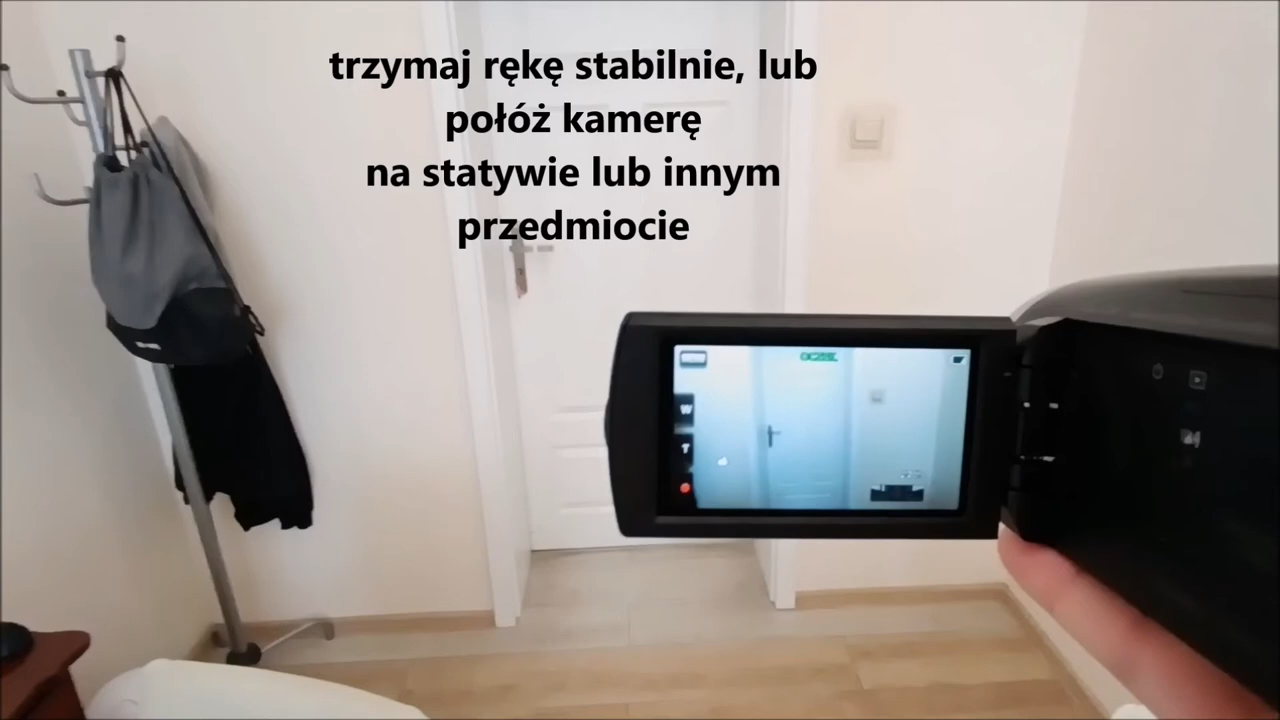 trzymaj rękę stabilnie, lub
połóż kamerę
na statywie lub innym
przedmiocie
W
T